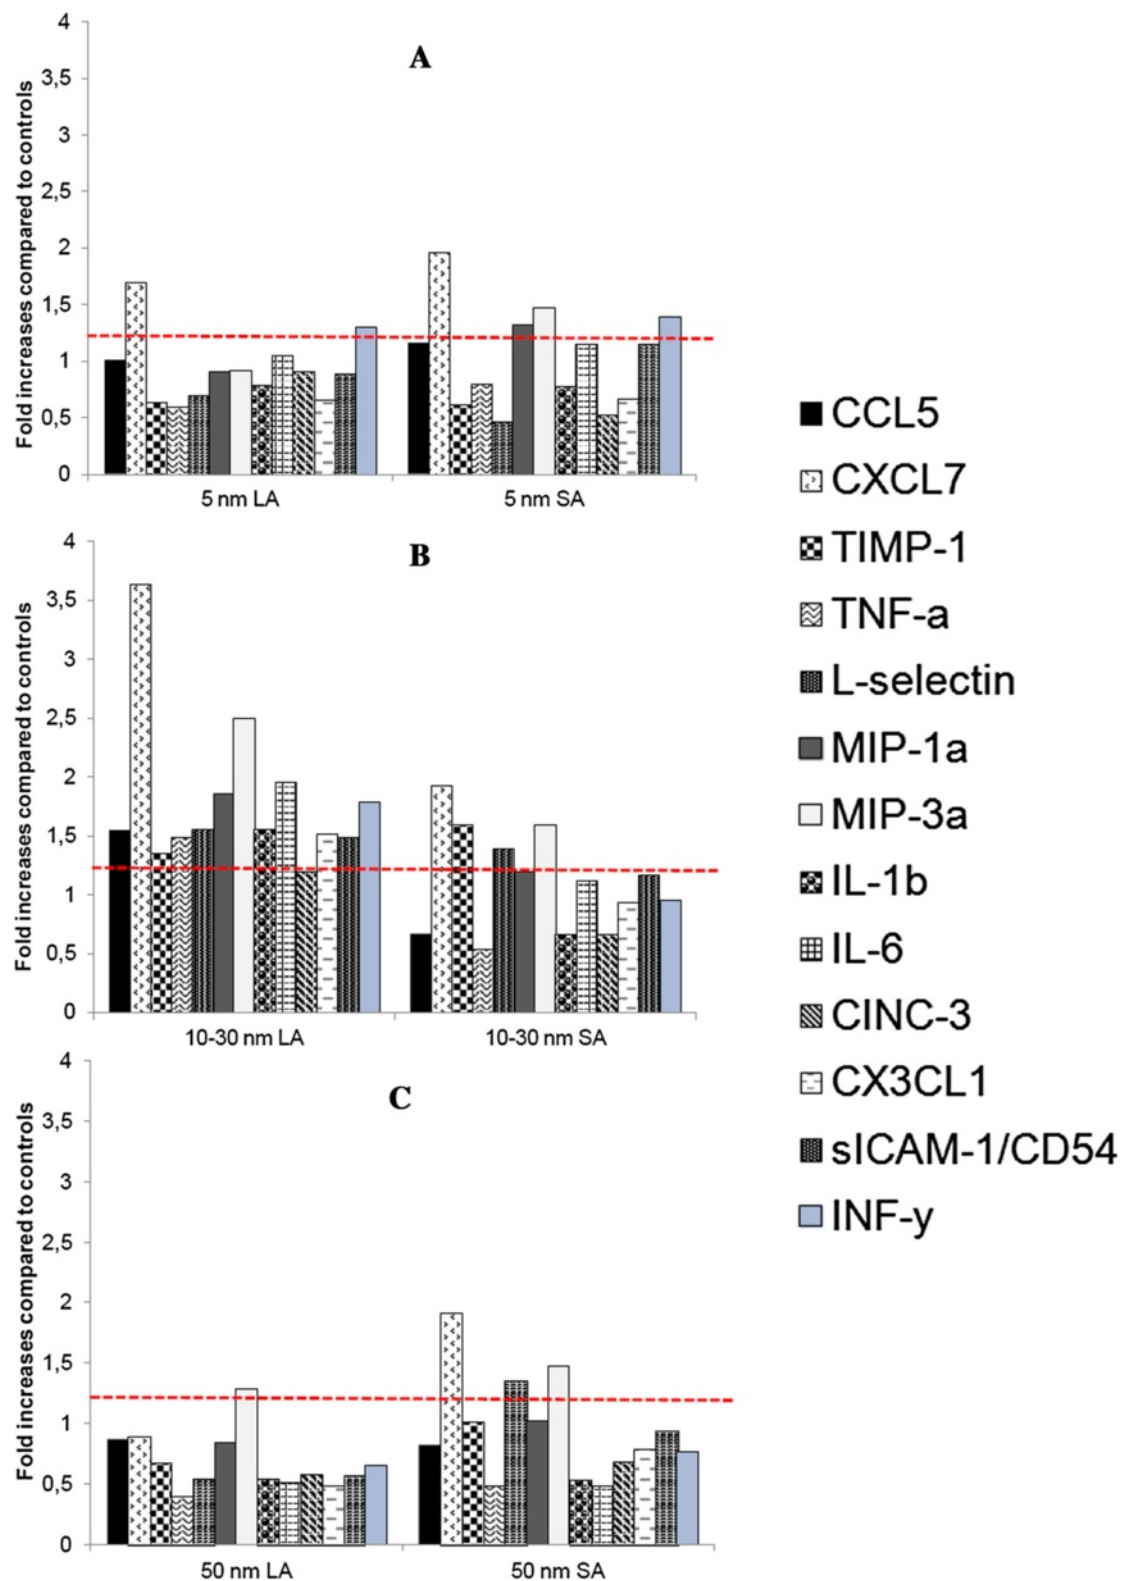 A
Fold increases compared to controls
4
3,5
3
2,5
2
1,5
1
0,5
0
5 nm LA
5 nm SA
B
Fold increases compared to controls
4
3,5
3
2,5
2
1,5
1
0,5
0
10-30 nm LA
10-30 nm SA
C
Fold increases compared to controls
4
3,5
3
2,5
2
1,5
1
0,5
0
50 nm LA
50 nm SA
CCL5
CXCL7
TIMP-1
TNF-a
L-selectin
MIP-1a
MIP-3a
IL-1b
IL-6
CINC-3
CX3CL1
sICAM-1/CD54
INF-y